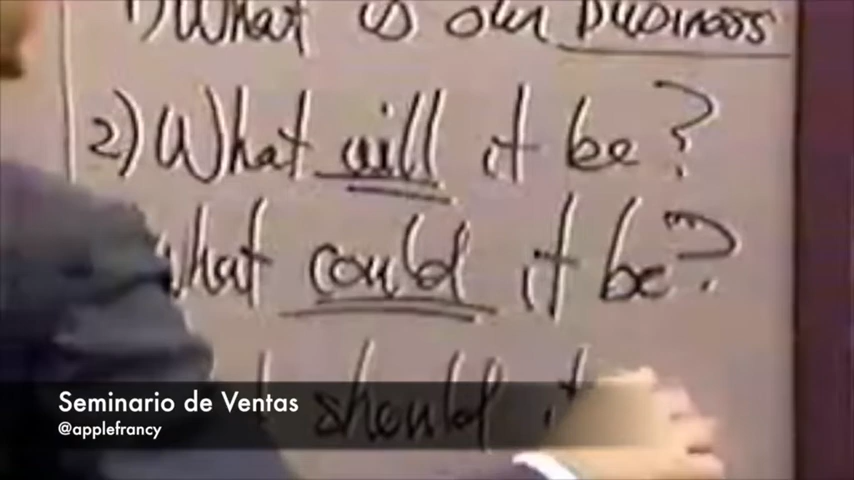 1) What is our business
2) What will it be?
What could it be?
should it
Seminario de Ventas
@applefrancy